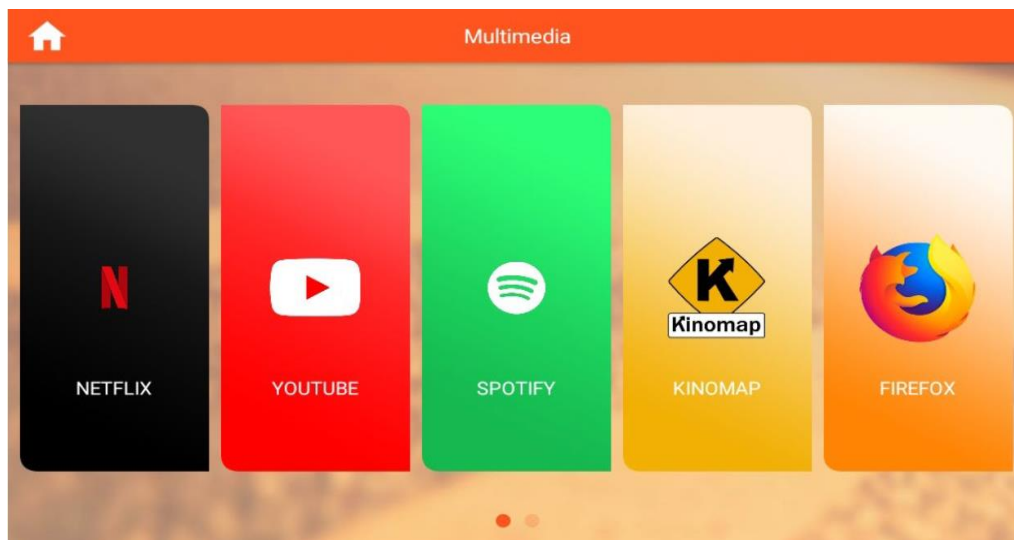 Multimedia
N
K
Kinomap
NETFLIX
YOUTUBE
SPOTIFY
KINOMAP
FIREFOX